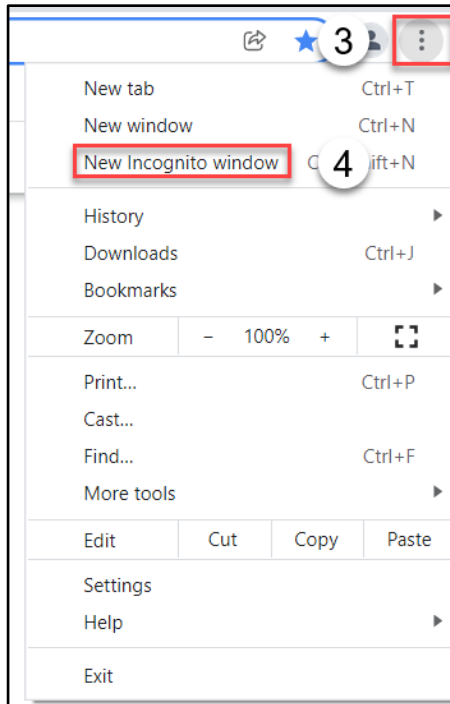 3
New tab Ctrl+T
New window Ctrl+N
New Incognito window 4 ift+N
History
Downloads Ctrl+J
Bookmarks
Zoom - 100% +
Print... Ctrl+P
Cast...
Find... Ctrl+F
More tools
Edit Cut Copy Paste
Settings
Help
Exit